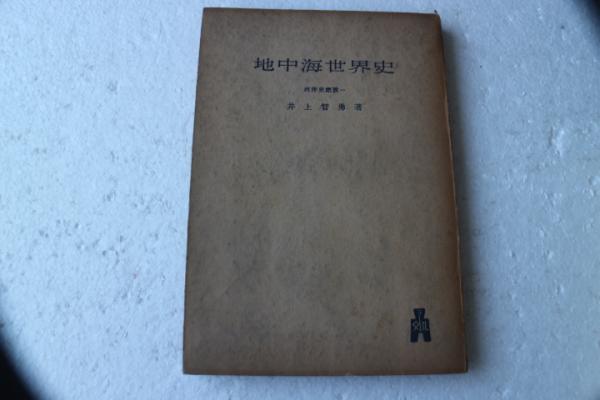 地中海世界史
西洋史概説一
井上智勇著